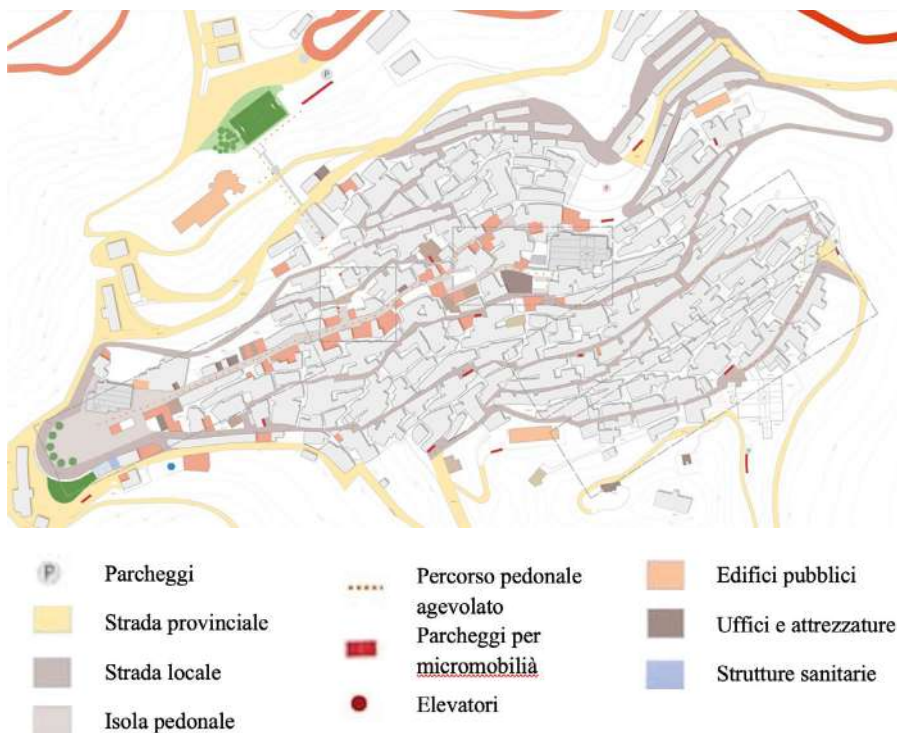 P
P
P
Parcheggi
Strada provinciale
Strada locale
Isola pedonale
Percorso pedonale
agevolato
Parcheggi per
micromobilià
Elevatori
Edifici pubblici
Uffici e attrezzature
Strutture sanitarie